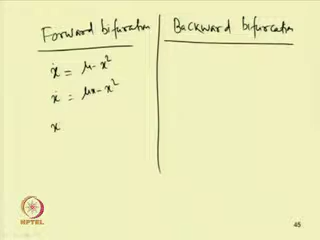 Forward bifurcation Backward bifurcation
ẋ = μ - x²
ẋ = μx - x²
x
NPTEL
45